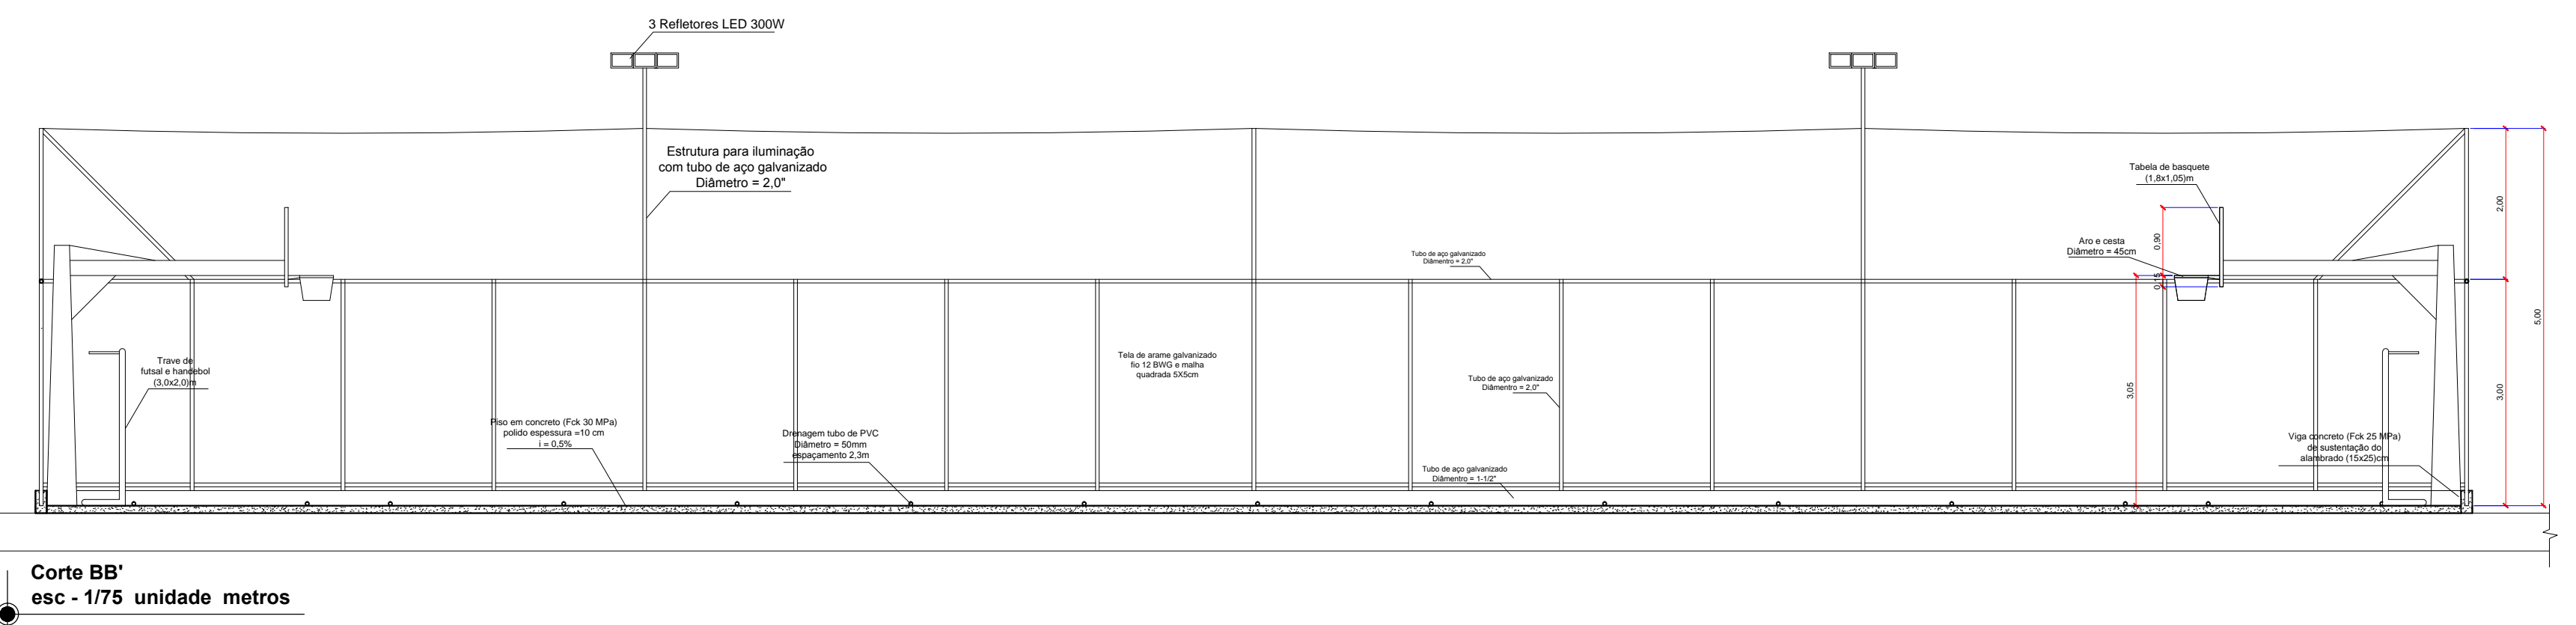 3 Refletores LED 300W
Estrutura para iluminação
com tubo de aço galvanizado
Diâmetro = 2,0"
Tabela de basquete
(1,8x1,05)m
2,00
0,90
Aro e cesta
Diâmetro = 45cm
Tubo de aço galvanizado
Diâmentro = 2,0"
0,15
5,00
Trave de
futsal e handebol
(3,0x2,0)m
Tela de arame galvanizado
fio 12 BWG e malha
quadrada 5X5cm
Tubo de aço galvanizado
Diâmentro = 2,0"
3,05
3,00
Piso em concreto (Fck 30 MPa)
polido espessura =10 cm
i = 0,5%
Drenagem tubo de PVC
Diâmetro = 50mm
espaçamento 2,3m
Tubo de aço galvanizado
Diâmentro = 1-1/2"
Viga concreto (Fck 25 MPa)
de sustentação do
alambrado (15x25)cm
Corte BB'
esc - 1/75 unidade metros